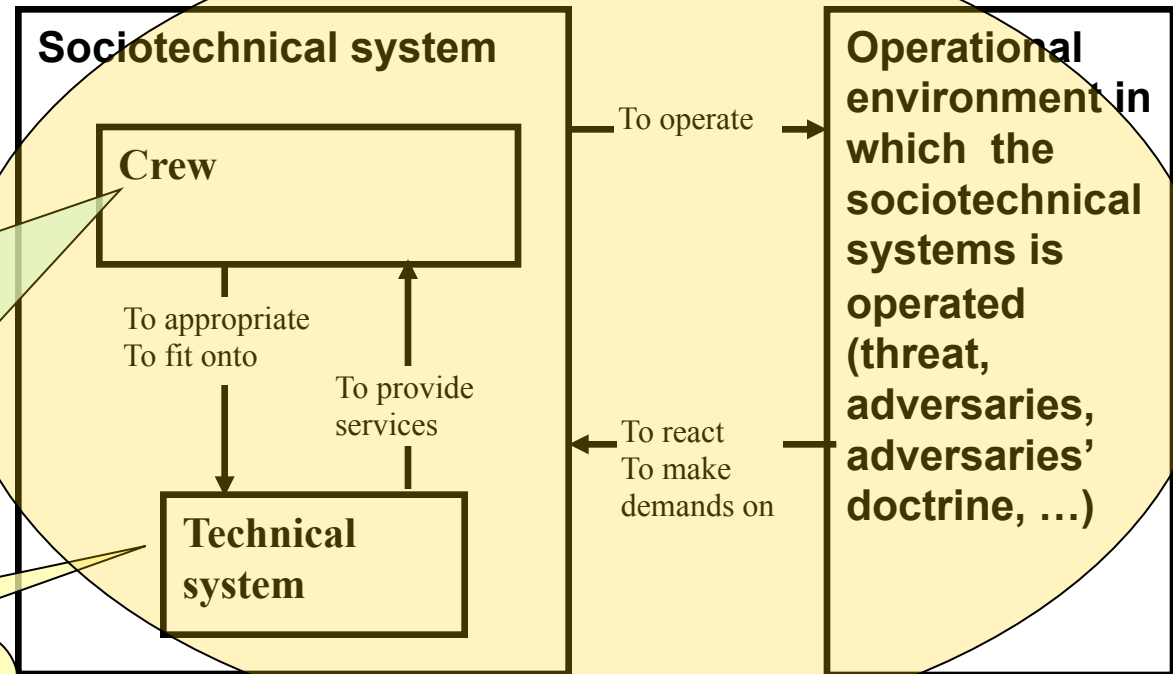 Sociotechnical system
Crew
To appropriate
To fit onto
To provide
services
Technical
system
To operate
To react
To make
demands on
Operational
environment in
which the
sociotechnical
systems is
operated
(threat,
adversaries,
adversaries’
doctrine, …)